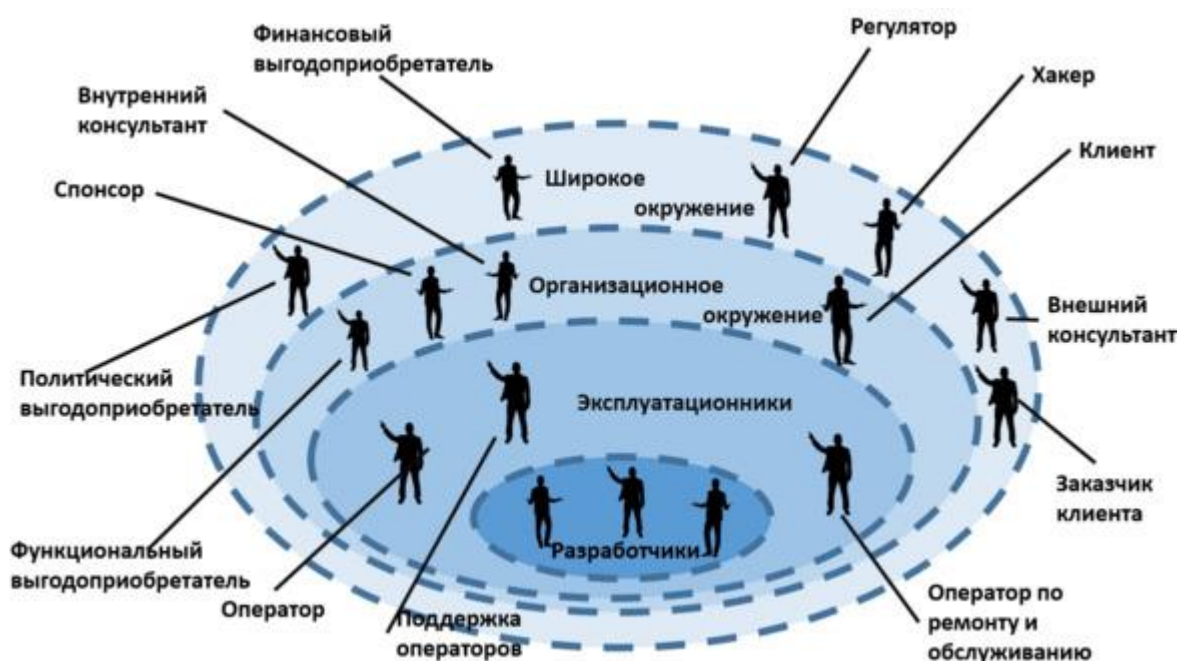 Финансовый
выгодоприобретатель
Регулятор
Внутренний
консультант
Хакер
Спонсор
Клиент
Широкое
окружение
Организационное
окружение
Внешний
консультант
Политический
выгодоприобретатель
Эксплуатационники
Заказчик
клиента
Функциональный
выгодоприобретатель
Разработчики
Оператор
Поддержка
операторов
Оператор по
ремонту и
обслуживанию